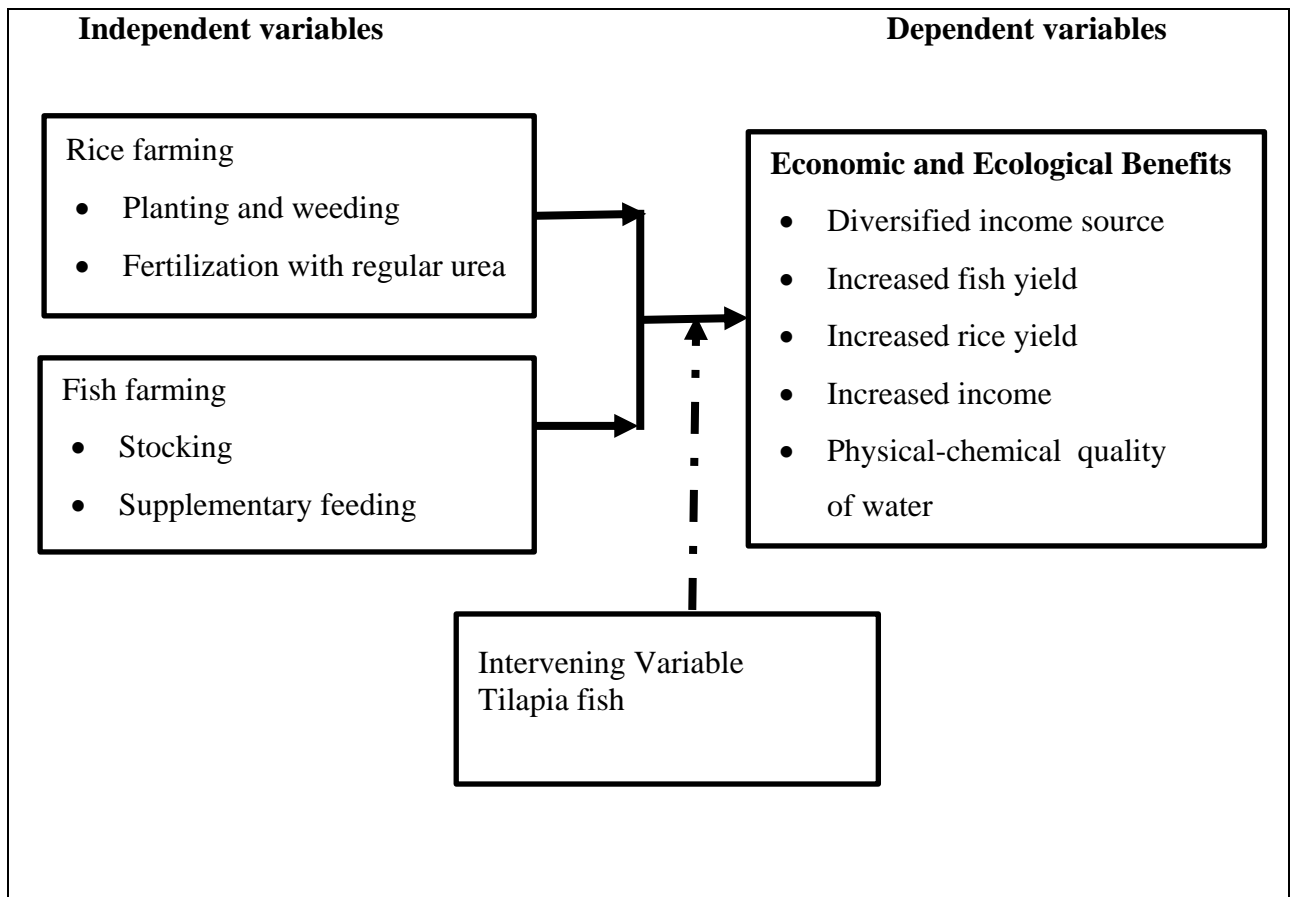 Independent variables
Dependent variables
Rice farming
• Planting and weeding
• Fertilization with regular urea
Fish farming
• Stocking
• Supplementary feeding
Economic and Ecological Benefits
• Diversified income source
• Increased fish yield
• Increased rice yield
• Increased income
• Physical-chemical quality
of water
Intervening Variable
Tilapia fish